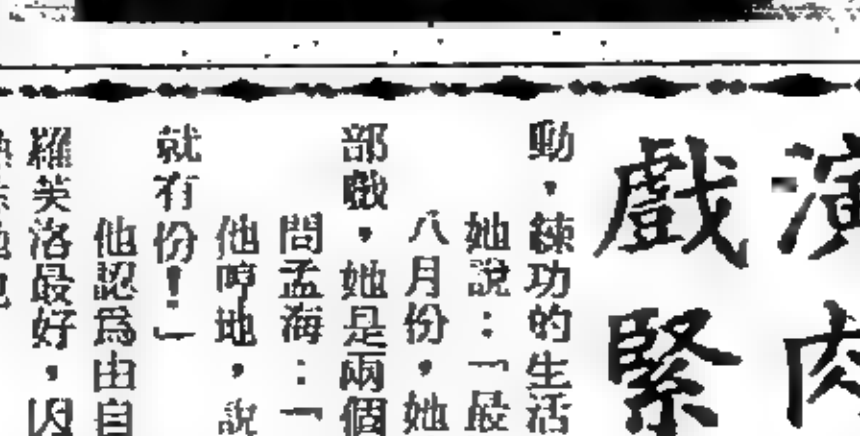 演肉
戲緊
動，練功的生活
她說：「最
八月份，她
部戲，她是兩個
問孟海：「
他哼地，說
就有份！」
他認為由自
羅笑洛最好，因